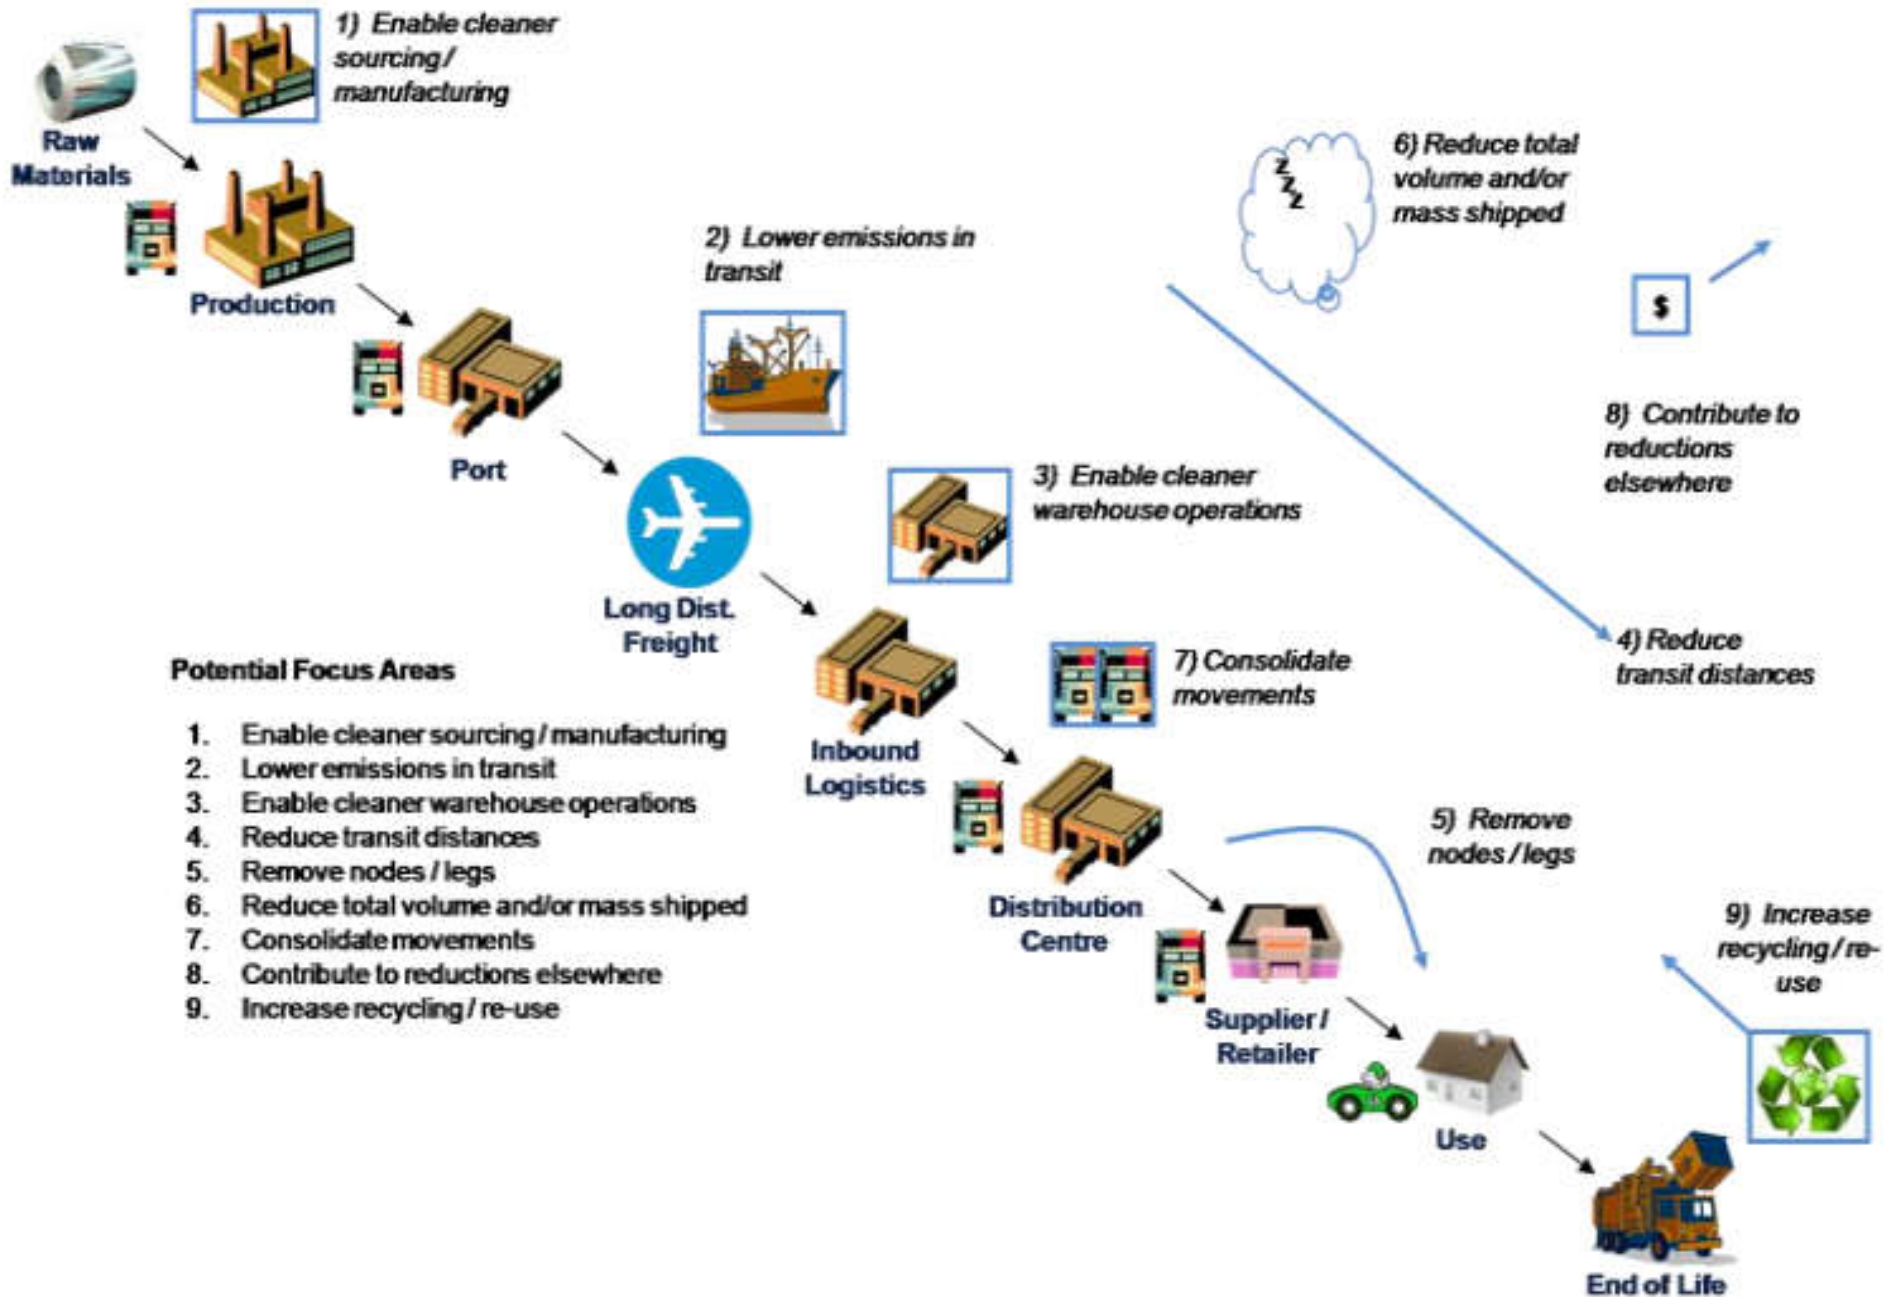 1) Enable cleaner
sourcing /
manufacturing
Raw
Materials
Production
2) Lower emissions in
transit
Z
Z
Z
6) Reduce total
volume and/or
mass shipped
$
8) Contribute to
reductions
elsewhere
Port
3) Enable cleaner
warehouse operations
Long Dist.
Freight
4) Reduce
transit distances
7) Consolidate
movements
Inbound
Logistics
Potential Focus Areas
1. Enable cleaner sourcing / manufacturing
2. Lower emissions in transit
3. Enable cleaner warehouse operations
4. Reduce transit distances
5. Remove nodes / legs
6. Reduce total volume and/or mass shipped
7. Consolidate movements
8. Contribute to reductions elsewhere
9. Increase recycling / re-use
5) Remove
nodes / legs
Distribution
Centre
9) Increase
recycling / re-
use
Supplier /
Retailer
Use
End of Life